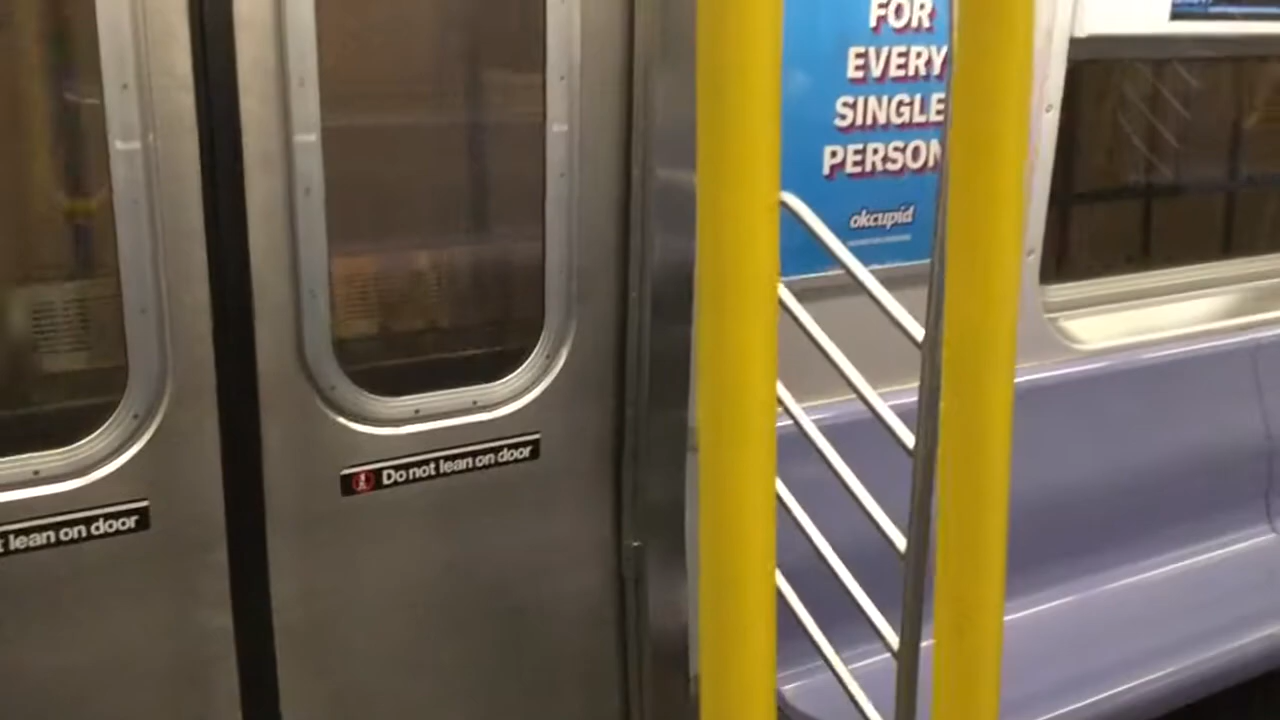 FOR
EVERY
SINGLE
PERSON
okcupid
Do not lean on door
lean on door